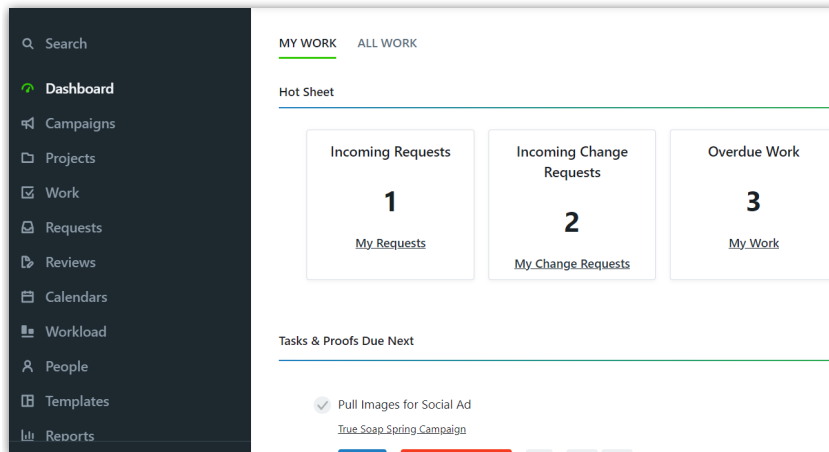 Search
Dashboard
Campaigns
Projects
Work
Requests
Reviews
Calendars
Workload
People
Templates
Reports
MY WORK ALL WORK
Hot Sheet
Incoming Requests
1
My Requests
Incoming Change
Requests
2
My Change Requests
Overdue Work
3
My Work
Tasks & Proofs Due Next
Pull Images for Social Ad
True Soap Spring Campaign